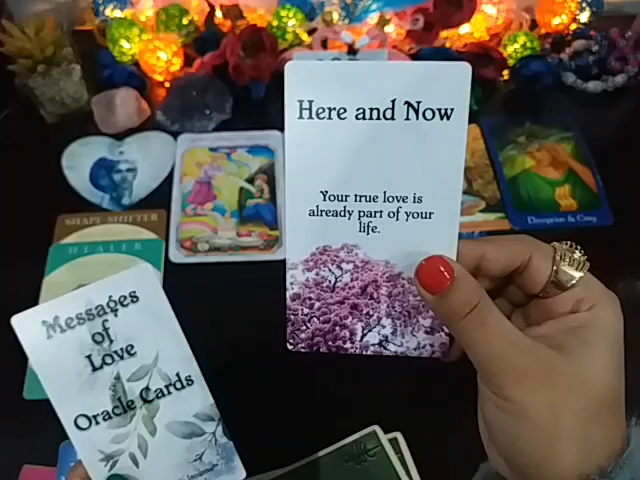 Here and Now
Your true love is
already part of your
life.
SHAPE SHIFTER
HEALER
Messages
of
Love
Oracle Cards